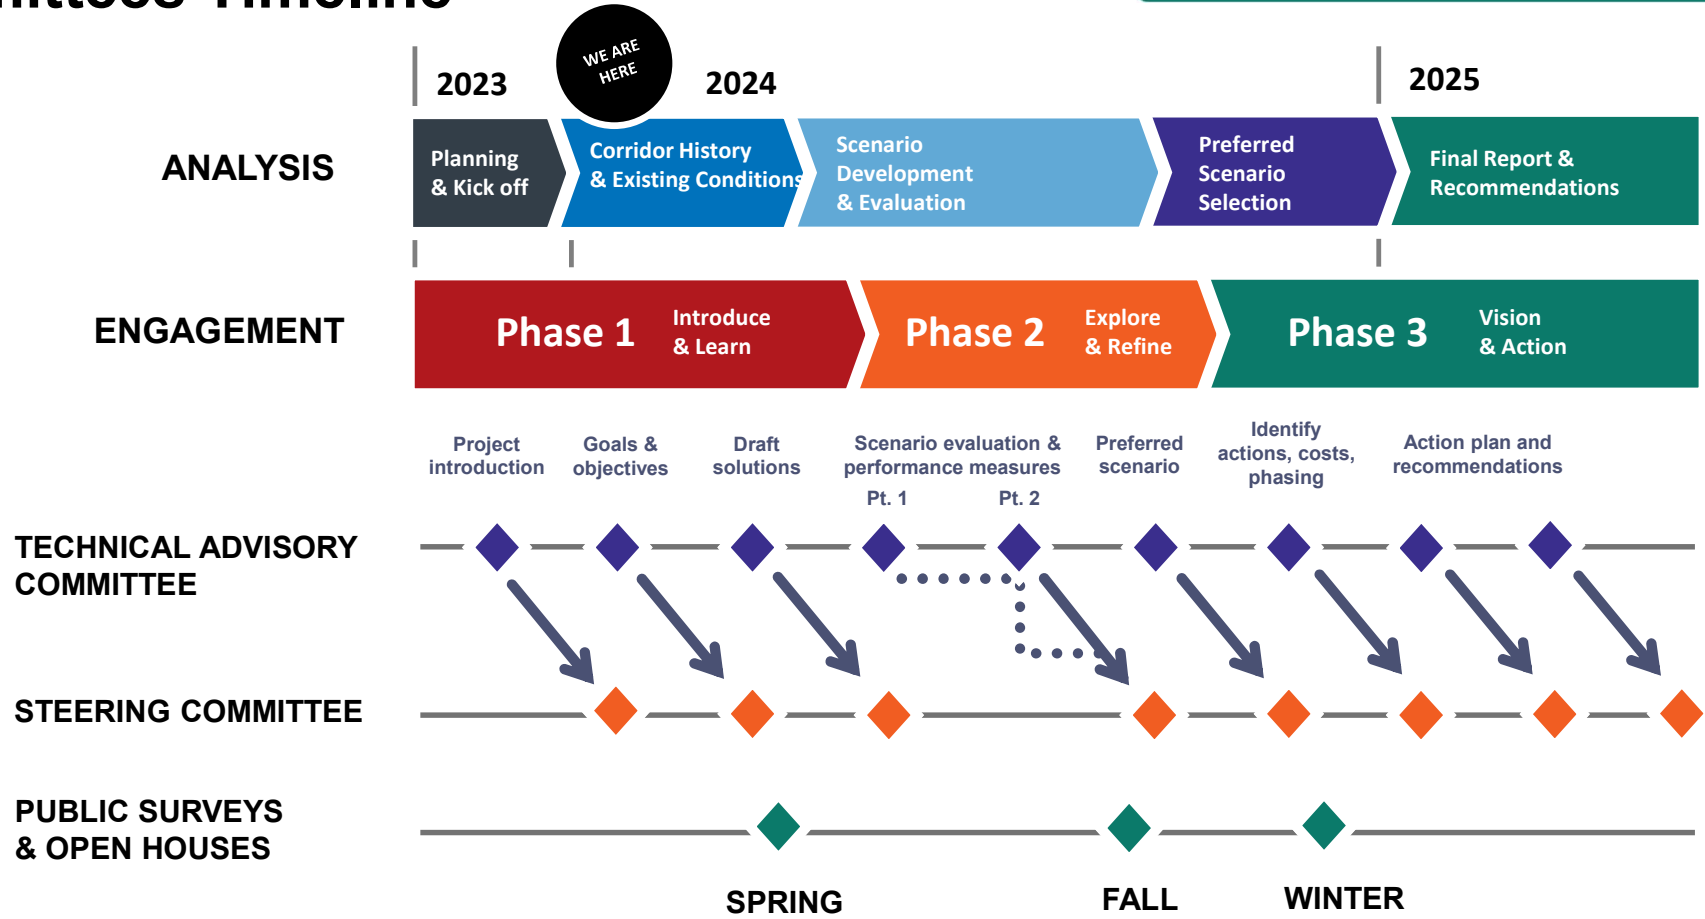 Timeline
WE ARE
HERE
2023
2024
2025
ANALYSIS
Planning
& Kick off
Corridor History
& Existing Conditions
Scenario
Development
& Evaluation
Preferred
Scenario
Selection
Final Report &
Recommendations
ENGAGEMENT
Phase 1
Introduce
& Learn
Phase 2
Explore
& Refine
Phase 3
Vision
& Action
Project
introduction
Goals &
objectives
Draft
solutions
Scenario evaluation &
performance measures
Pt. 1
Pt. 2
Preferred
scenario
Identify
actions, costs,
phasing
Action plan and
recommendations
TECHNICAL ADVISORY
COMMITTEE
STEERING COMMITTEE
PUBLIC SURVEYS
& OPEN HOUSES
SPRING
FALL
WINTER